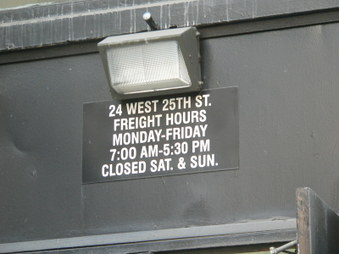 24 WEST 25TH ST.
FREIGHT HOURS
MONDAY-FRIDAY
7:00 AM-5:30 PM
CLOSED SAT. & SUN.